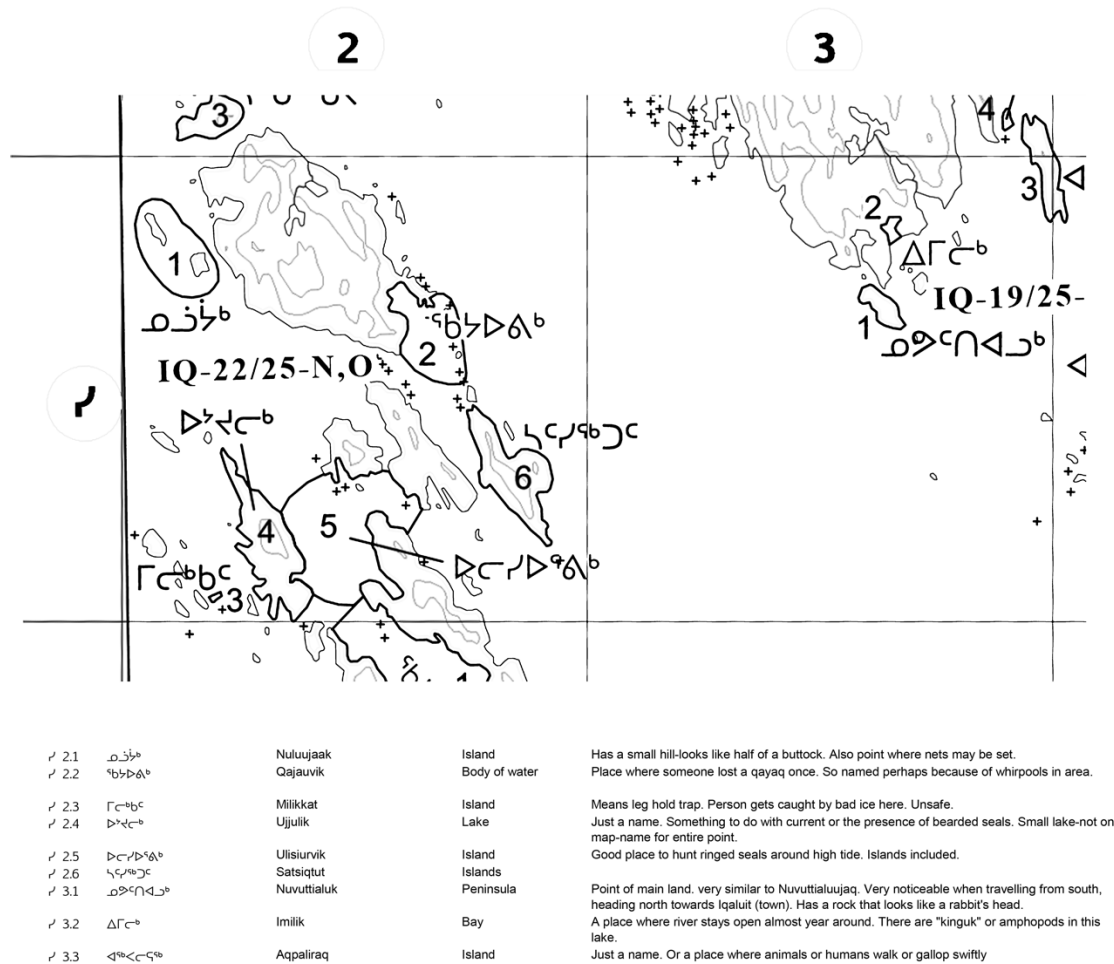 2 3
3 4
3 ᐊ
1 2
ᐃᒥᓕᒃ
IQ-19/25-
ᓄᓘᔮᒃ ᖃᔭᐅᕕᒃ 1
2 ᓄᕗᑦᑎᐊᓗᒃ
IQ-22/25-N,O ᐊ
ᓯ
ᐅᔾᔪᓕᒃ
ᓴᑦᓯᖅᑐᑦ
6
4 5
ᒥᓕᒃᑲᑦ ᐅᓕᓯᐅᕐᕕᒃ
3
1
ᓯ 2.1 ᓄᓘᔮᒃ Nuluujaak Island Has a small hill-looks like half of a buttock. Also point where nets may be set.
ᓯ 2.2 ᖃᔭᐅᕕᒃ Qajauvik Body of water Place where someone lost a qayaq once. So named perhaps because of whirpools in area.
ᓯ 2.3 ᒥᓕᒃᑲᑦ Milikkat Island Means leg hold trap. Person gets caught by bad ice here. Unsafe.
ᓯ 2.4 ᐅᔾᔪᓕᒃ Ujjulik Lake Just a name. Something to do with current or the presence of bearded seals. Small lake-not on
map-name for entire point.
ᓯ 2.5 ᐅᓕᓯᐅᕐᕕᒃ Ulisiurvik Island Good place to hunt ringed seals around high tide. Islands included.
ᓯ 2.6 ᓴᑦᓯᖅᑐᑦ Satsiqtut Islands
ᓯ 3.1 ᓄᕗᑦᑎᐊᓗᒃ Nuvuttialuk Peninsula Point of main land. very similar to Nuvuttialuujaq. Very noticeable when travelling from south,
heading north towards Iqaluit (town). Has a rock that looks like a rabbit's head.
ᓯ 3.2 ᐃᒥᓕᒃ Imilik Bay A place where river stays open almost year around. There are "kinguk" or amphopods in this
lake.
ᓯ 3.3 ᐊᖅᐸᓕᕋᖅ Aqpaliraq Island Just a name. Or a place where animals or humans walk or gallop swiftly